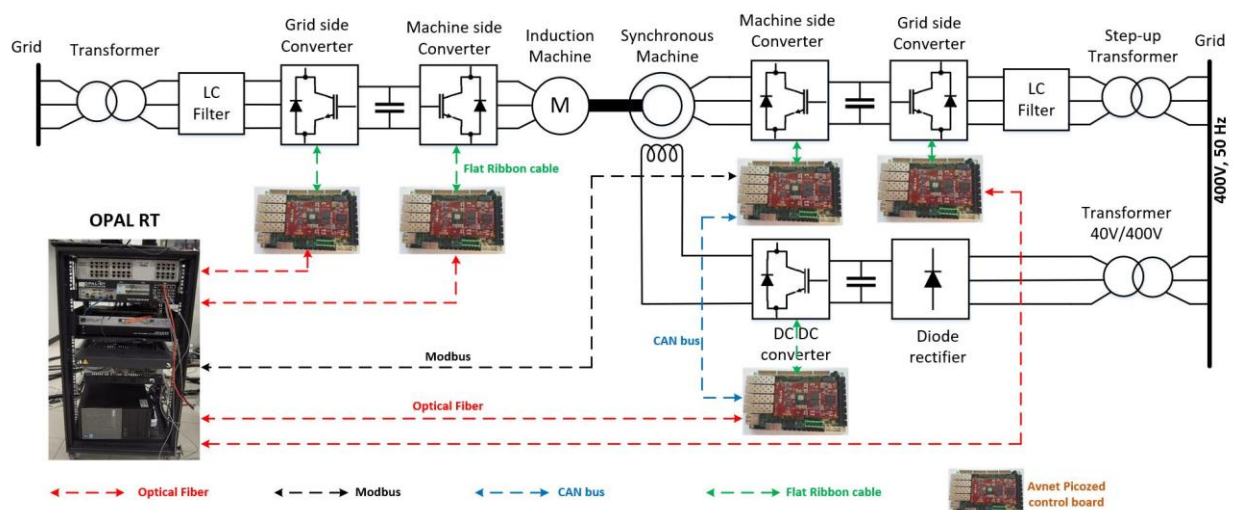 Grid
Transformer
LC
Filter
Grid side
Converter
Machine side
Converter
Induction
Machine
M
Synchronous
Machine
Machine side
Converter
Grid side
Converter
LC
Filter
Step-up
Transformer
Grid
400V, 50 Hz
Flat Ribbon cable
OPAL RT
OPAL-RT
Transformer
40V/400V
CAN bus
DC DC
converter
Diode
rectifier
Modbus
Optical Fiber
Optical Fiber
Modbus
CAN bus
Flat Ribbon cable
Avnet Picozed
control board